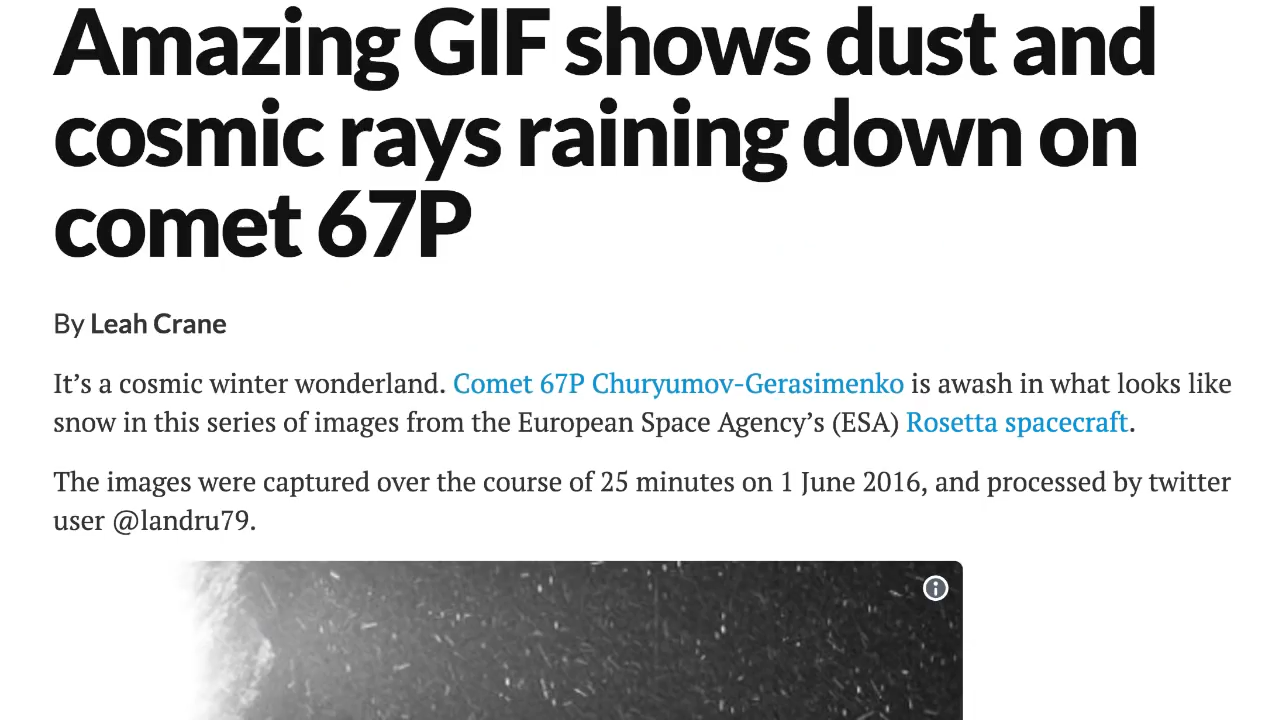 Amazing GIF shows dust and
cosmic rays raining down on
comet 67P
By Leah Crane
It’s a cosmic winter wonderland. Comet 67P Churyumov-Gerasimenko is awash in what looks like
snow in this series of images from the European Space Agency’s (ESA) Rosetta spacecraft.
The images were captured over the course of 25 minutes on 1 June 2016, and processed by twitter
user @landru79.